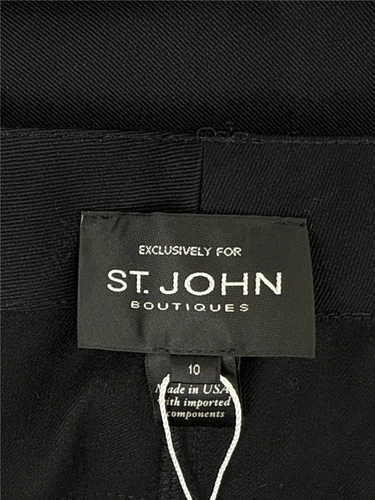 EXCLUSIVELY FOR
ST. JOHN
BOUTIQUES
10
Made in USA
with imported
components